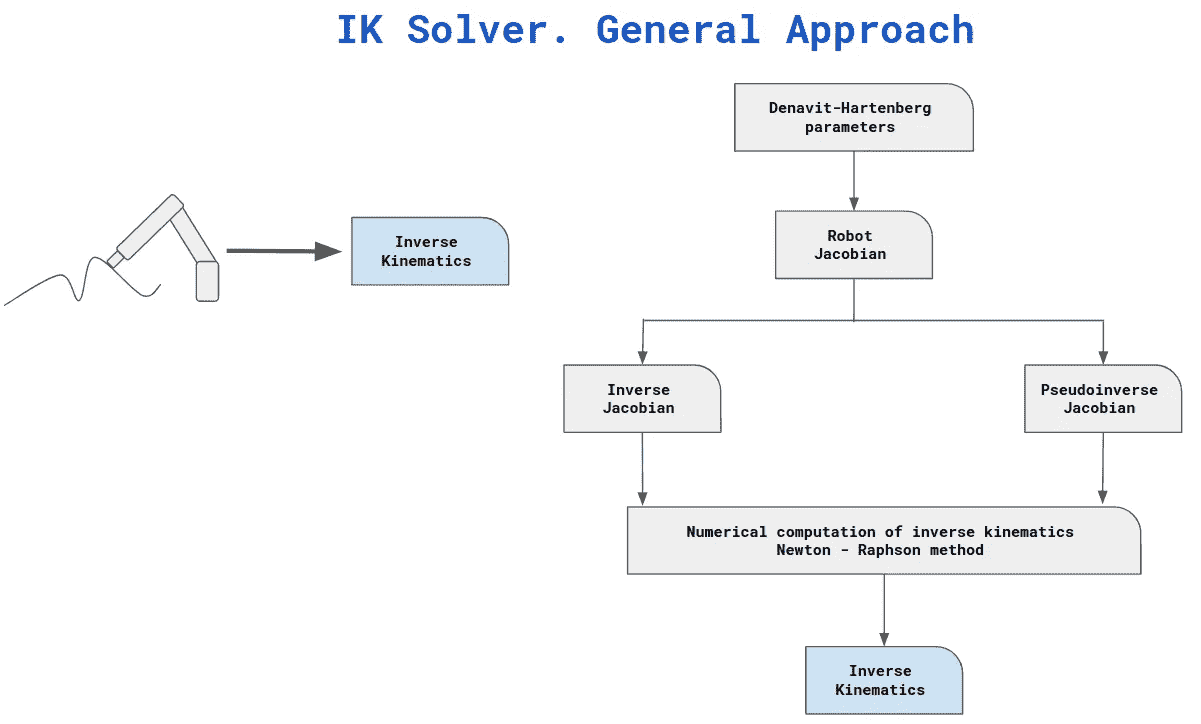 IK Solver. General Approach
Denavit-Hartenberg
parameters
Inverse
Kinematics
Robot
Jacobian
Inverse
Jacobian
Pseudoinverse
Jacobian
Numerical computation of inverse kinematics
Newton - Raphson method
Inverse
Kinematics